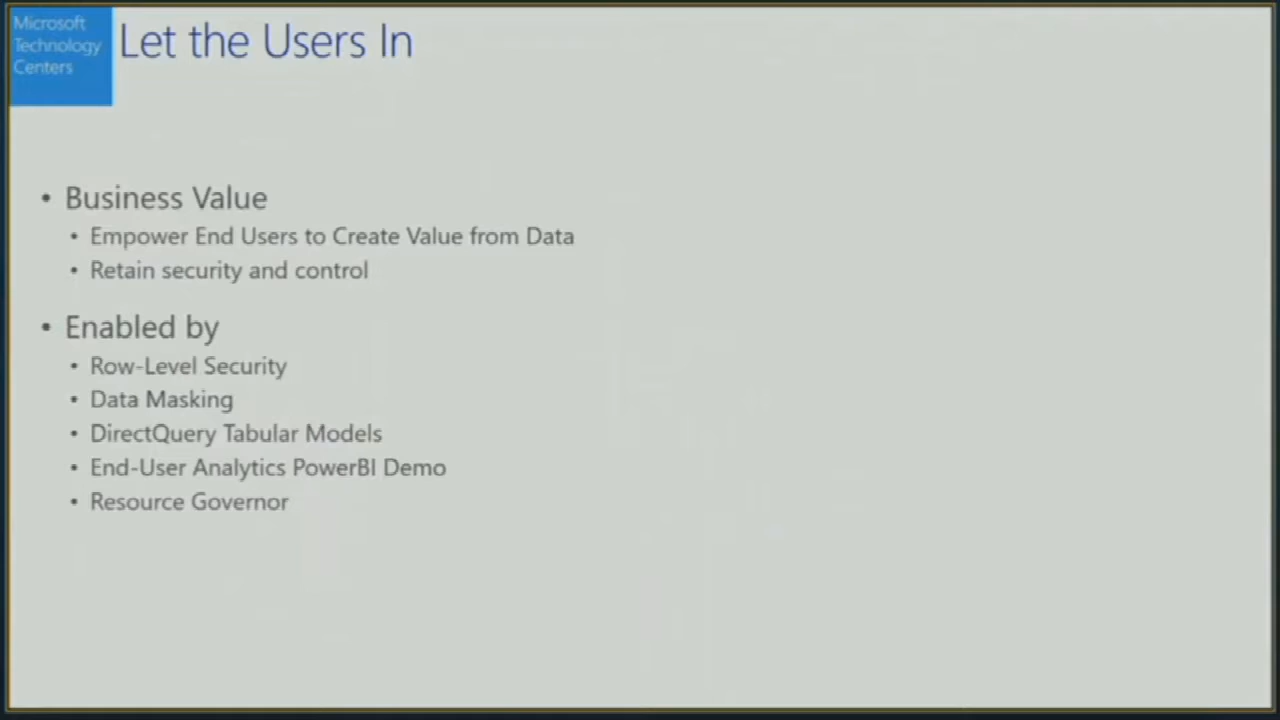 Microsoft
Technology
Centers
Let the Users In
• Business Value
• Empower End Users to Create Value from Data
• Retain security and control
• Enabled by
• Row-Level Security
• Data Masking
• DirectQuery Tabular Models
• End-User Analytics PowerBI Demo
• Resource Governor